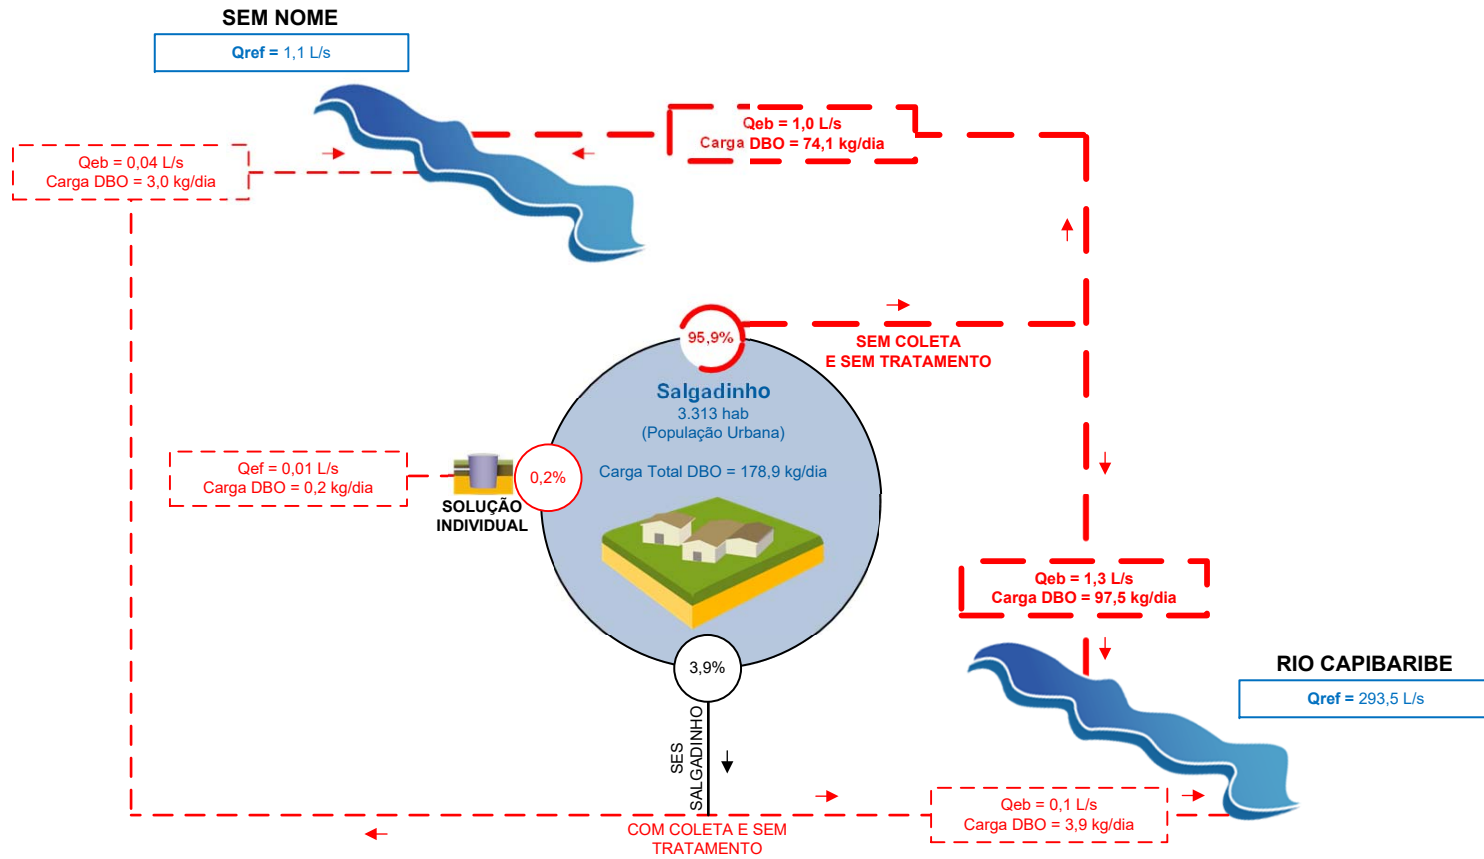 SEM NOME
Qref = 1,1 L/s
Qeb = 1,0 L/s
Carga DBO = 74,1 kg/dia
Qeb = 0,04 L/s
Carga DBO = 3,0 kg/dia
95,9%
SEM COLETA
E SEM TRATAMENTO
Salgadinho
3.313 hab
(População Urbana)
Carga Total DBO = 178,9 kg/dia
Qef = 0,01 L/s
Carga DBO = 0,2 kg/dia
0,2%
SOLUÇÃO
INDIVIDUAL
Qeb = 1,3 L/s
Carga DBO = 97,5 kg/dia
3,9%
RIO CAPIBARIBE
Qref = 293,5 L/s
SES
SALGADINHO
Qeb = 0,1 L/s
Carga DBO = 3,9 kg/dia
COM COLETA E SEM
TRATAMENTO